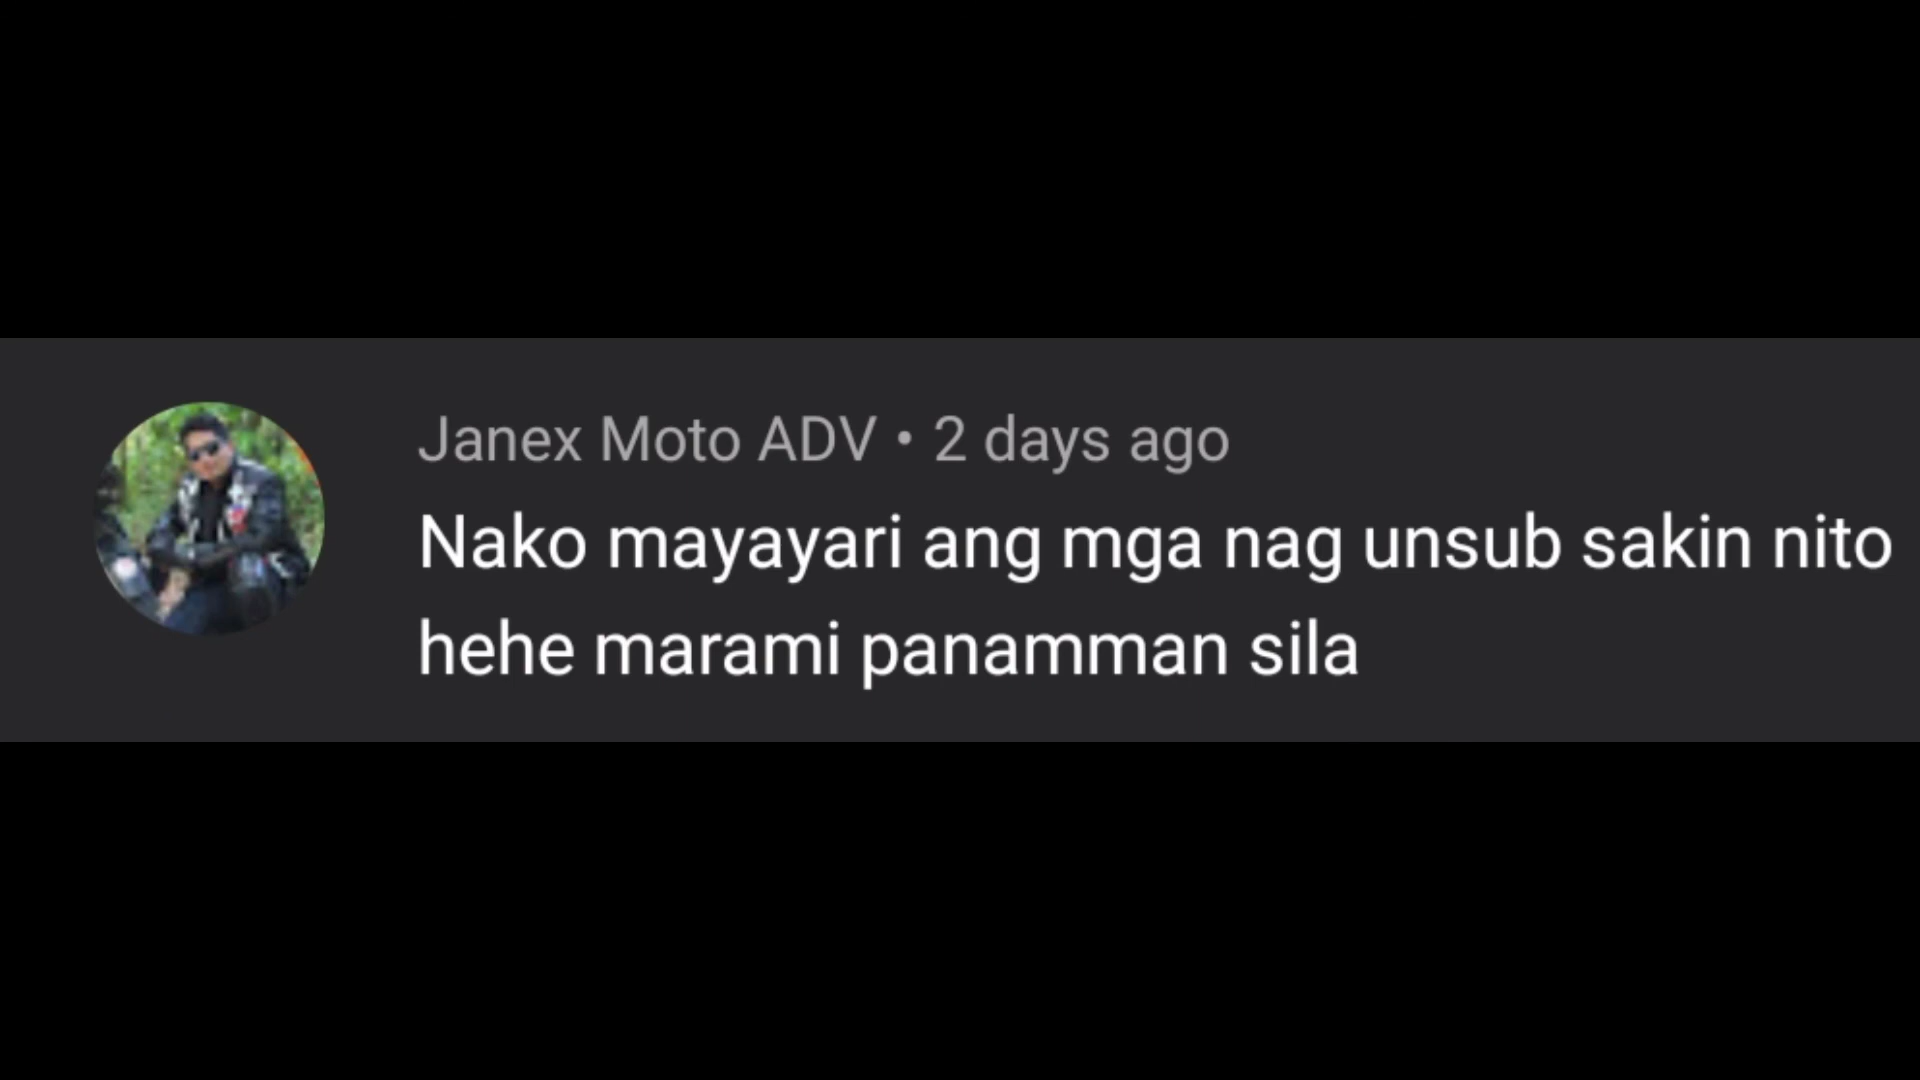 Janex Moto ADV • 2 days ago
Nako mayayari ang mga nag unsub sakin nito
hehe marami panamman sila